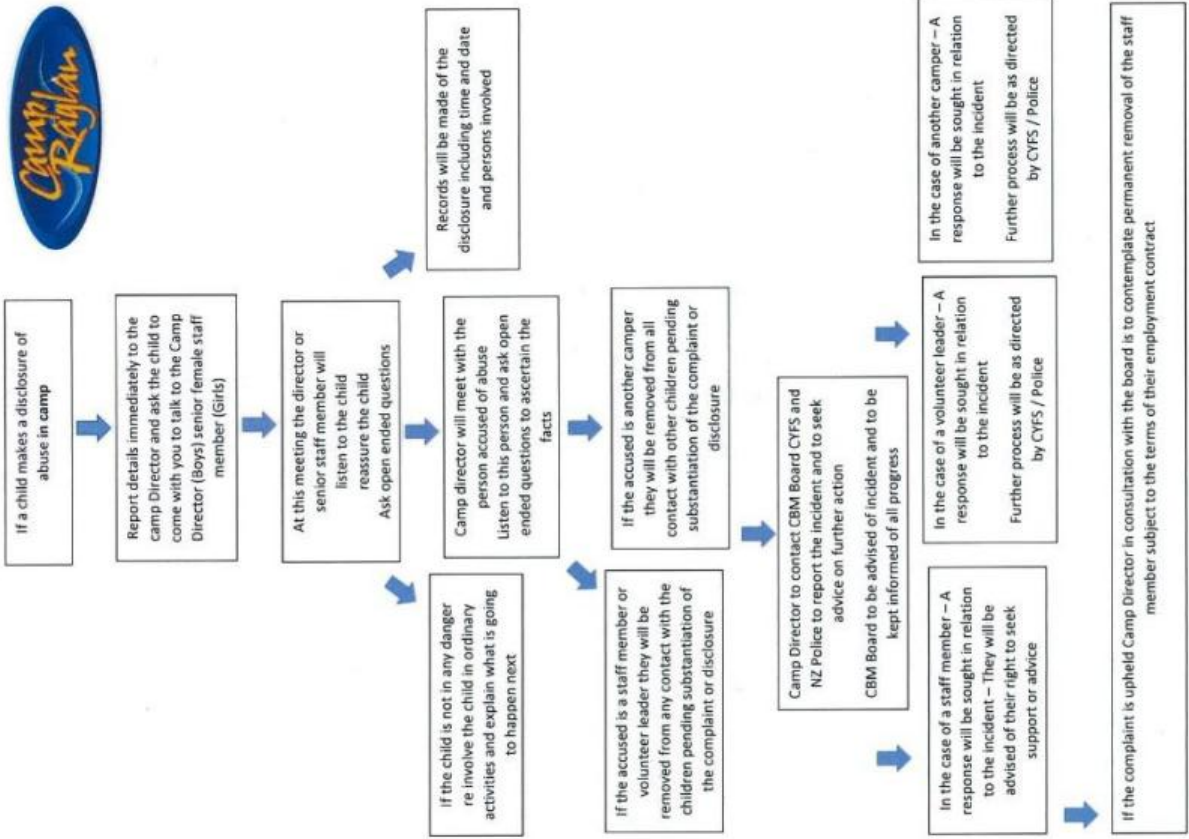 Camp
Raglan
If a child makes a disclosure of
abuse in camp
Report details immediately to the
camp Director and ask the child to
come with you to talk to the Camp
Director (Boys) senior female staff
member (Girls)
At this meeting the director or
senior staff member will
listen to the child
reassure the child
Ask open ended questions
Records will be made of the
disclosure including time and date
and persons involved
If the child is not in any danger
re involve the child in ordinary
activities and explain what is going
to happen next
Camp director will meet with the
person accused of abuse
Listen to this person and ask open
ended questions to ascertain the
facts
If the accused is a staff member or
volunteer leader they will be
removed from any contact with the
children pending substantiation of
the complaint or disclosure
If the accused is another camper
they will be removed from all
contact with other children pending
substantiation of the complaint or
disclosure
Camp Director to contact CBM Board CYFS and
NZ Police to report the incident and to seek
advice on further action
CBM Board to be advised of incident and to be
kept informed of all progress
In the case of a staff member – A
response will be sought in relation
to the incident – They will be
advised of their right to seek
support or advice
In the case of a volunteer leader – A
response will be sought in relation
to the incident
Further process will be as directed
by CYFS / Police
In the case of another camper – A
response will be sought in relation
to the incident
Further process will be as directed
by CYFS / Police
If the complaint is upheld Camp Director in consultation with the board is to contemplate permanent removal of the staff
member subject to the terms of their employment contract